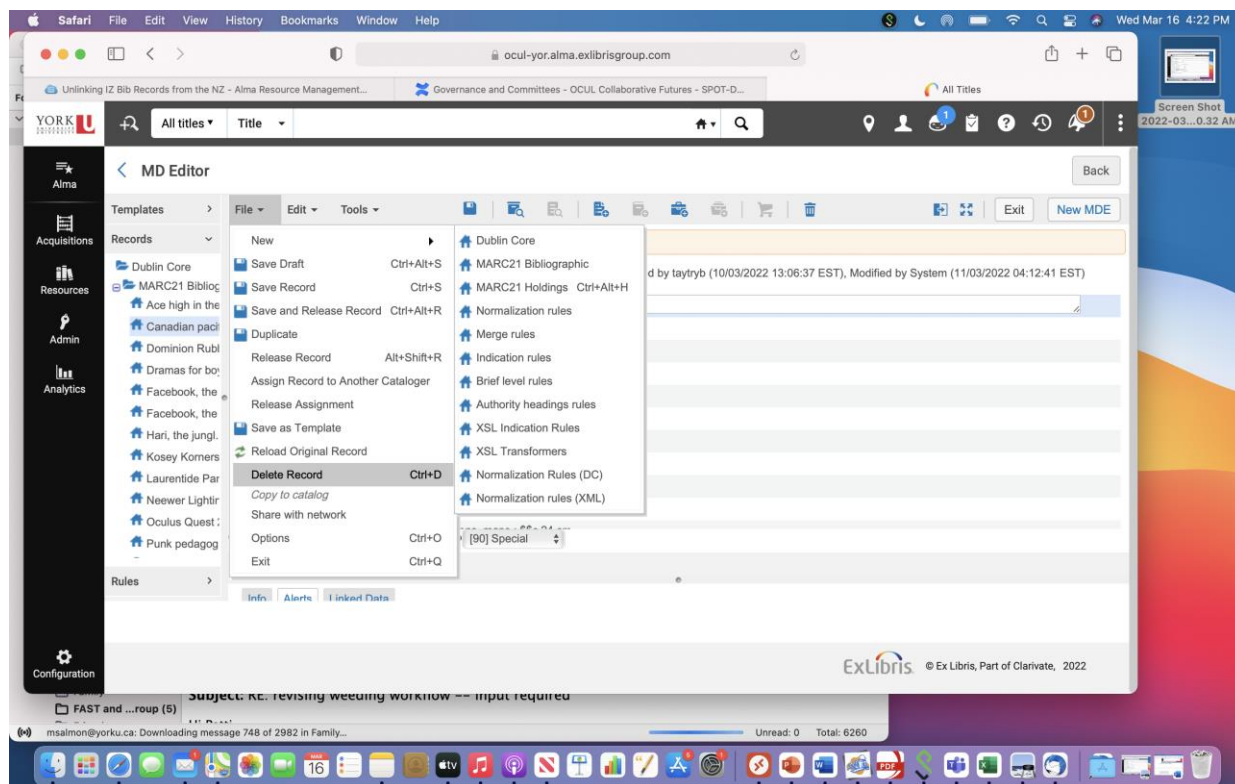 Safari File Edit View History Bookmarks Window Help Wed Mar 16 4:22 PM
ocul-yor.alma.exlibrisgroup.com
Unlinking IZ Bib Records from the NZ - Alma Resource Management... Governance and Committees - OCUL Collaborative Futures - SPOT-D... All Titles
Screen Shot
2022-03...0.32 AM
YORK U All titles Title 1 1
Alma
Acquisitions
Resources
Admin
Analytics
Configuration
MD Editor Back
Templates File Edit Tools Exit New MDE
Records
Dublin Core
MARC21 Bibliog
Ace high in the
Canadian paci
Dominion Rubl
Dramas for boy
Facebook, the
Facebook, the
Hari, the jungl.
Kosey Korners
Laurentide Par
Neewer Lightir
Oculus Quest
Punk pedagog
Rules
New
Save Draft Ctrl+Alt+S
Save Record Ctrl+S
Save and Release Record Ctrl+Alt+R
Duplicate
Release Record Alt+Shift+R
Assign Record to Another Cataloger
Release Assignment
Save as Template
Reload Original Record
Delete Record Ctrl+D
Copy to catalog
Share with network
Options Ctrl+O
Exit Ctrl+Q
Dublin Core
MARC21 Bibliographic
MARC21 Holdings Ctrl+Alt+H
Normalization rules
Merge rules
Indication rules
Brief level rules
Authority headings rules
XSL Indication Rules
XSL Transformers
Normalization Rules (DC)
Normalization rules (XML)
d by taytryb (10/03/2022 13:06:37 EST), Modified by System (11/03/2022 04:12:41 EST)
[90] Special
Info Alerts Linked Data
ExLibris © Ex Libris, Part of Clarivate, 2022
Subject: RE: revising weeding workflow -- input required
FAST and ...roup (5)
msalmon@yorku.ca: Downloading message 748 of 2982 in Family... Unread: 0 Total: 6260
MAR
16
tv
PDF